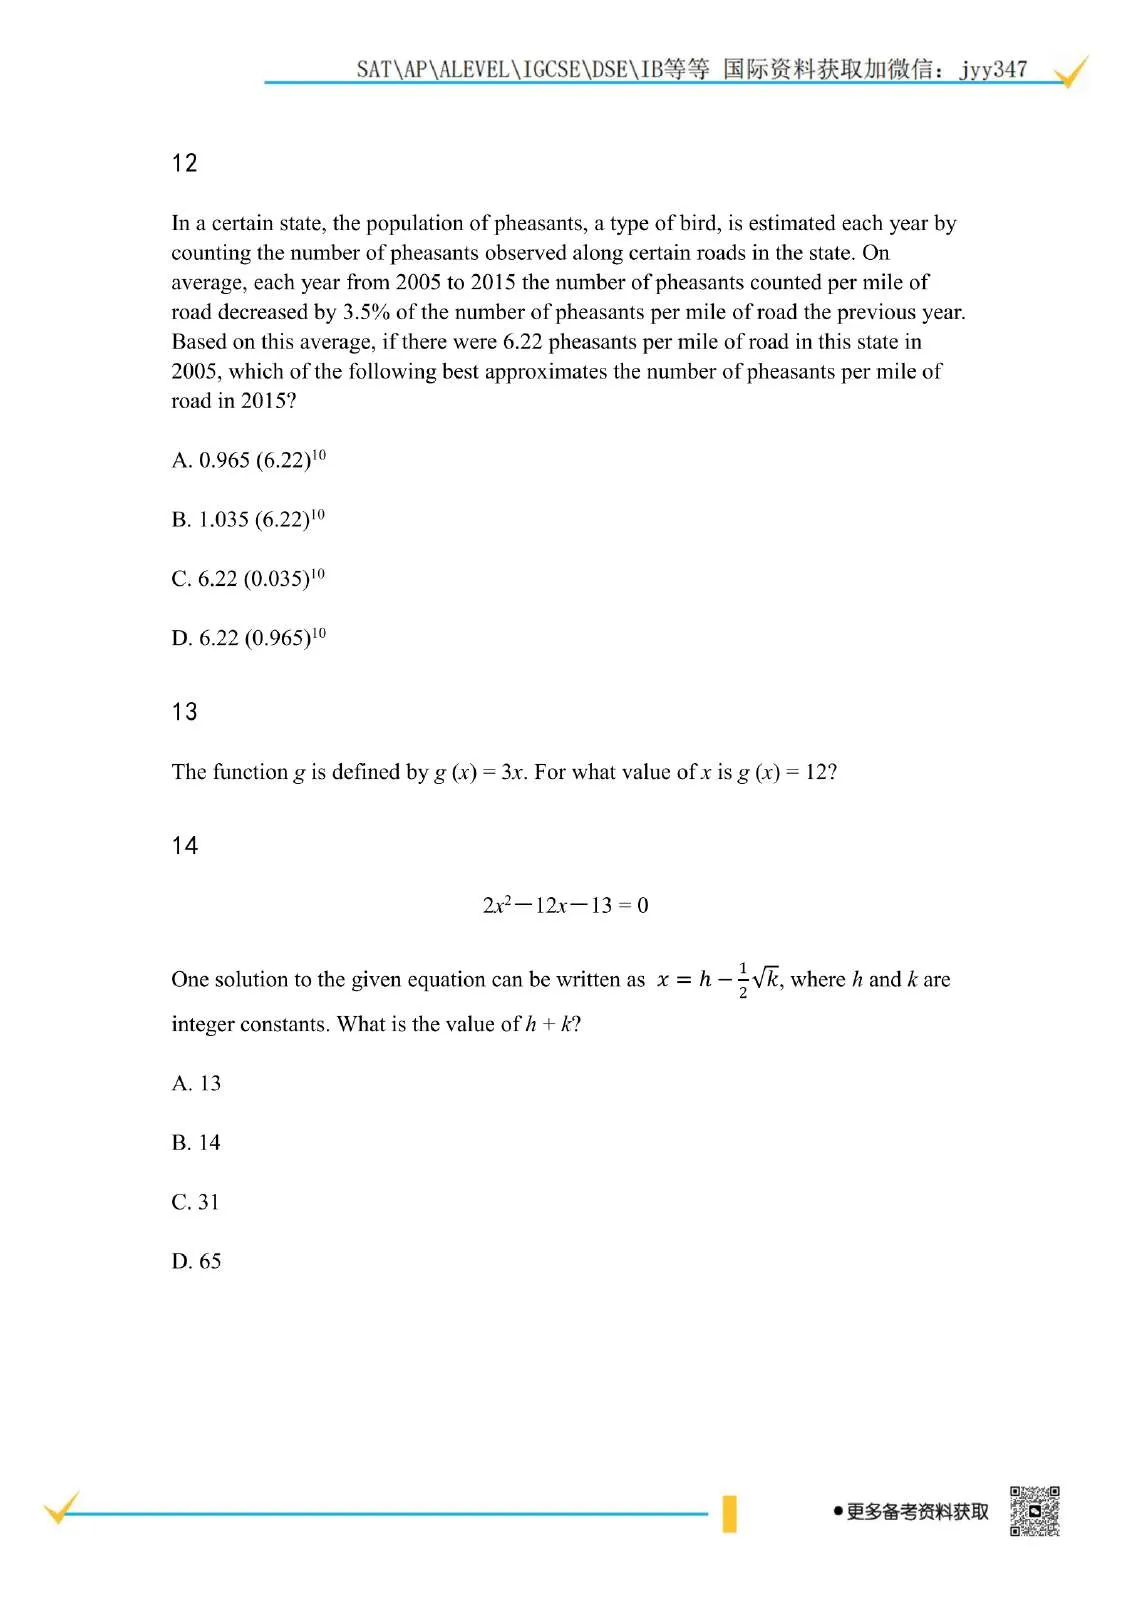 SAT\AP\ALEVEL\IGCSE\DSE\IB等等 国际资料获取加微信：jyy347
12
In a certain state, the population of pheasants, a type of bird, is estimated each year by
counting the number of pheasants observed along certain roads in the state. On
average, each year from 2005 to 2015 the number of pheasants counted per mile of
road decreased by 3.5% of the number of pheasants per mile of road the previous year.
Based on this average, if there were 6.22 pheasants per mile of road in this state in
2005, which of the following best approximates the number of pheasants per mile of
road in 2015?
A. 0.965 (6.22)¹⁰
B. 1.035 (6.22)¹⁰
C. 6.22 (0.035)¹⁰
D. 6.22 (0.965)¹⁰
13
The function g is defined by g (x) = 3x. For what value of x is g (x) = 12?
14
2x²－12x－13 = 0
One solution to the given equation can be written as x = h − ½√k, where h and k are
integer constants. What is the value of h + k?
A. 13
B. 14
C. 31
D. 65
●更多备考资料获取